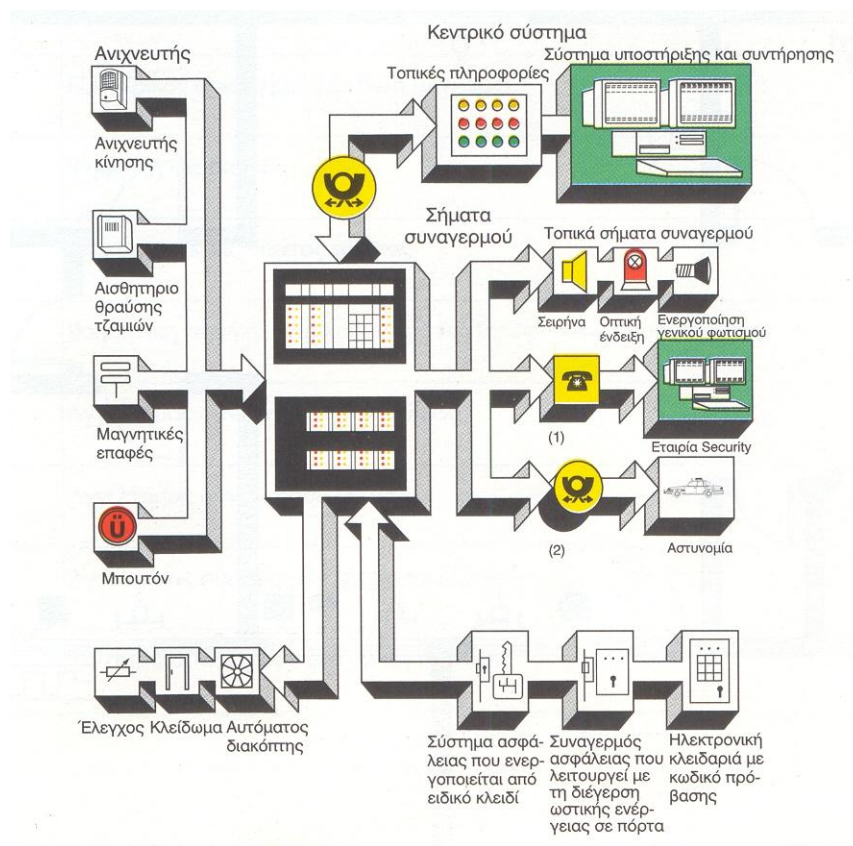 Κεντρικό σύστημα
Ανιχνευτής
Σύστημα υποστήριξης και συντήρησης
Τοπικές πληροφορίες
Ανιχνευτής
κίνησης
Σήματα
συναγερμού
Τοπικά σήματα συναγερμού
Αισθητηριο
θραύσης
τζαμιών
Σειρήνα
Οπτική
ένδειξη
Ενεργοποίηση
γενικού φωτισμού
Μαγνητικές
επαφές
(1)
Εταιρία Security
Ü
Μπουτόν
(2)
Αστυνομία
Έλεγχος
Κλείδωμα
Αυτόματος
διακόπτης
Σύστημα ασφά-
λειας που ενερ-
γοποιείται από
ειδικό κλειδί
Συναγερμός
ασφάλειας που
λειτουργεί με
τη διέγερση
ωστικής ενέρ-
γειας σε πόρτα
Ηλεκτρονική
κλειδαριά με
κωδικό πρό-
βασης